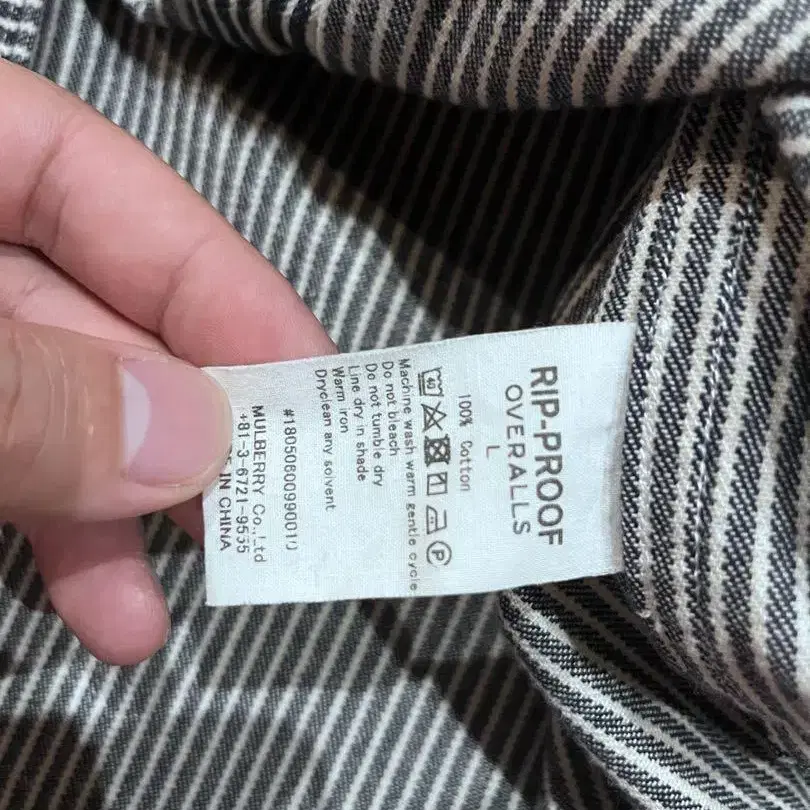 RIP-PROOF
OVERALLS
L
100% Cotton
40
P
Machine wash warm gentle cycle
Do not bleach
Do not tumble dry
Line dry in shade
Warm iron
Dryclean any solvent
MULBERRY Co.,Ltd
+81-3-6721-9535
IN CHINA